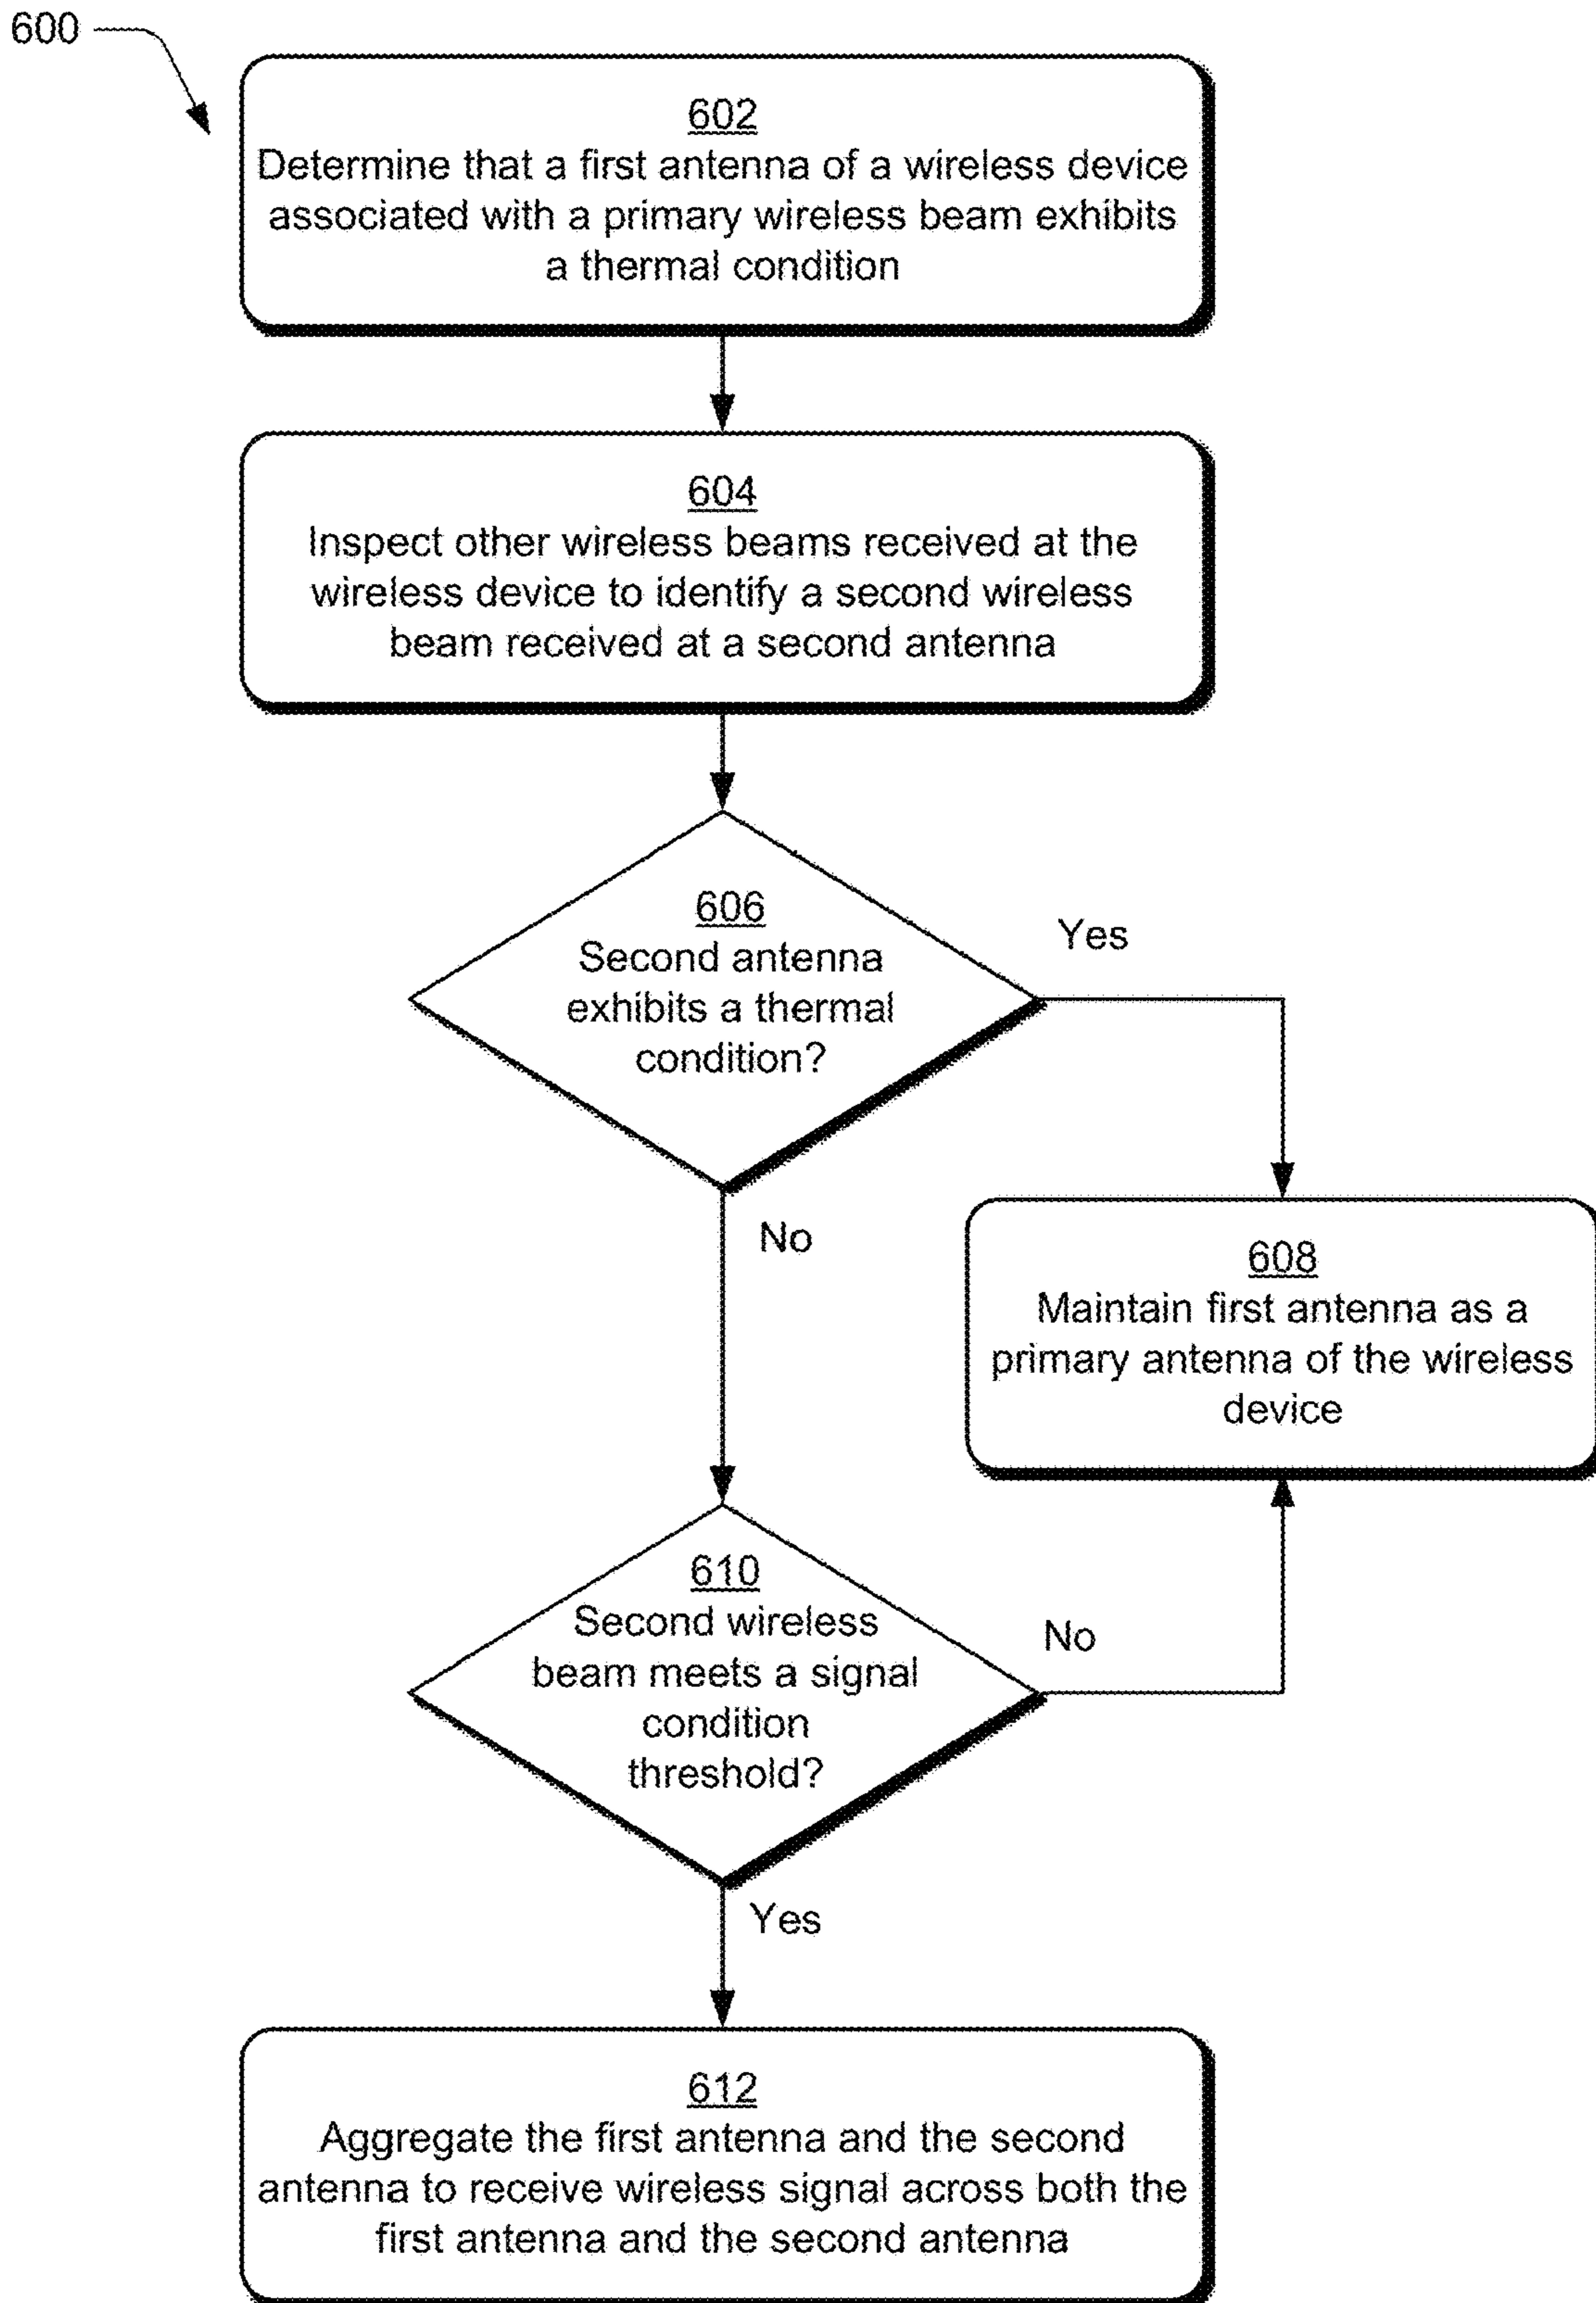 600
602
Determine that a first antenna of a wireless device
associated with a primary wireless beam exhibits
a thermal condition
604
Inspect other wireless beams received at the
wireless device to identify a second wireless
beam received at a second antenna
606
Second antenna
exhibits a thermal
condition?
Yes
No
608
Maintain first antenna as a
primary antenna of the wireless
device
610
Second wireless
beam meets a signal
condition
threshold?
No
Yes
612
Aggregate the first antenna and the second
antenna to receive wireless signal across both the
first antenna and the second antenna